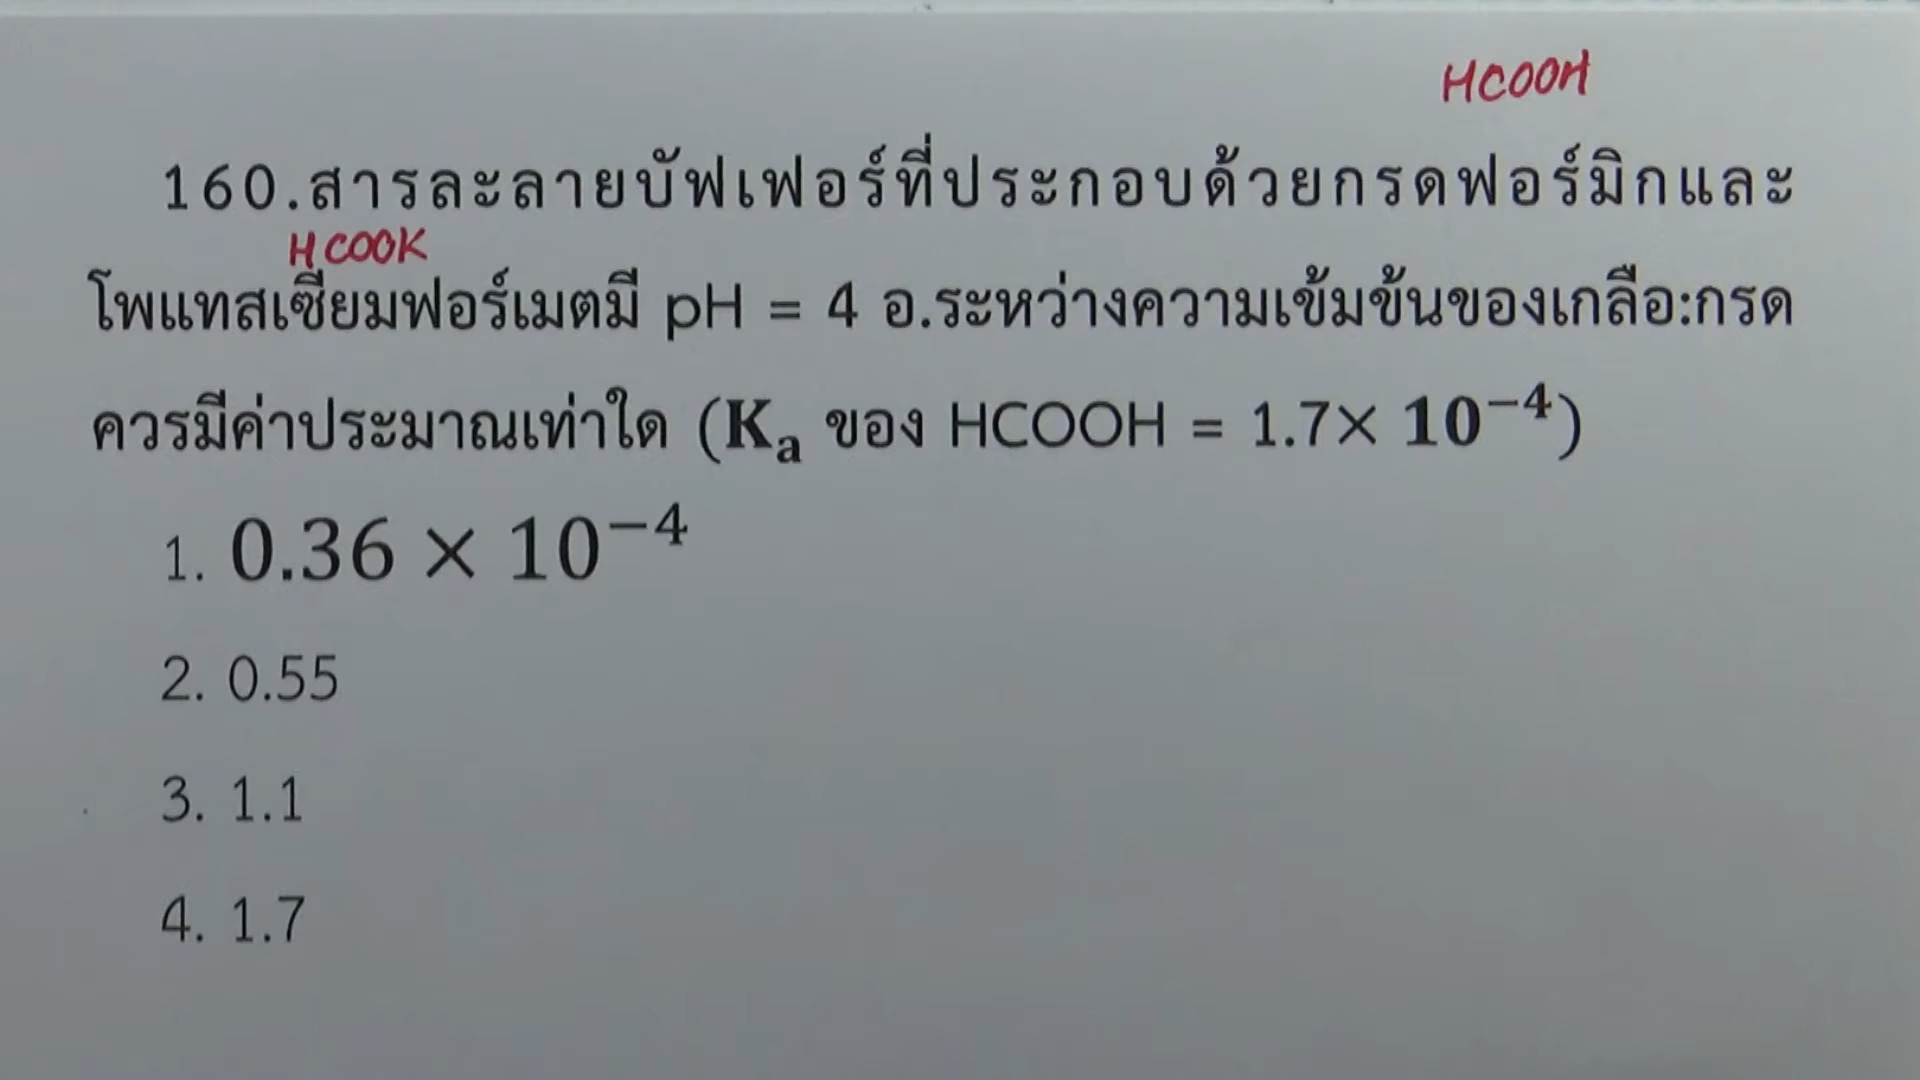 HCOOH
160.สารละลายบัฟเฟอร์ที่ประกอบด้วยกรดฟอร์มิกและ
HCOOK
โพแทสเซียมฟอร์เมตมี pH = 4 อ.ระหว่างความเข้มข้นของเกลือ:กรด
ควรมีค่าประมาณเท่าใด (Kₐ ของ HCOOH = 1.7× 10⁻⁴)
1. 0.36 × 10⁻⁴
2. 0.55
3. 1.1
4. 1.7